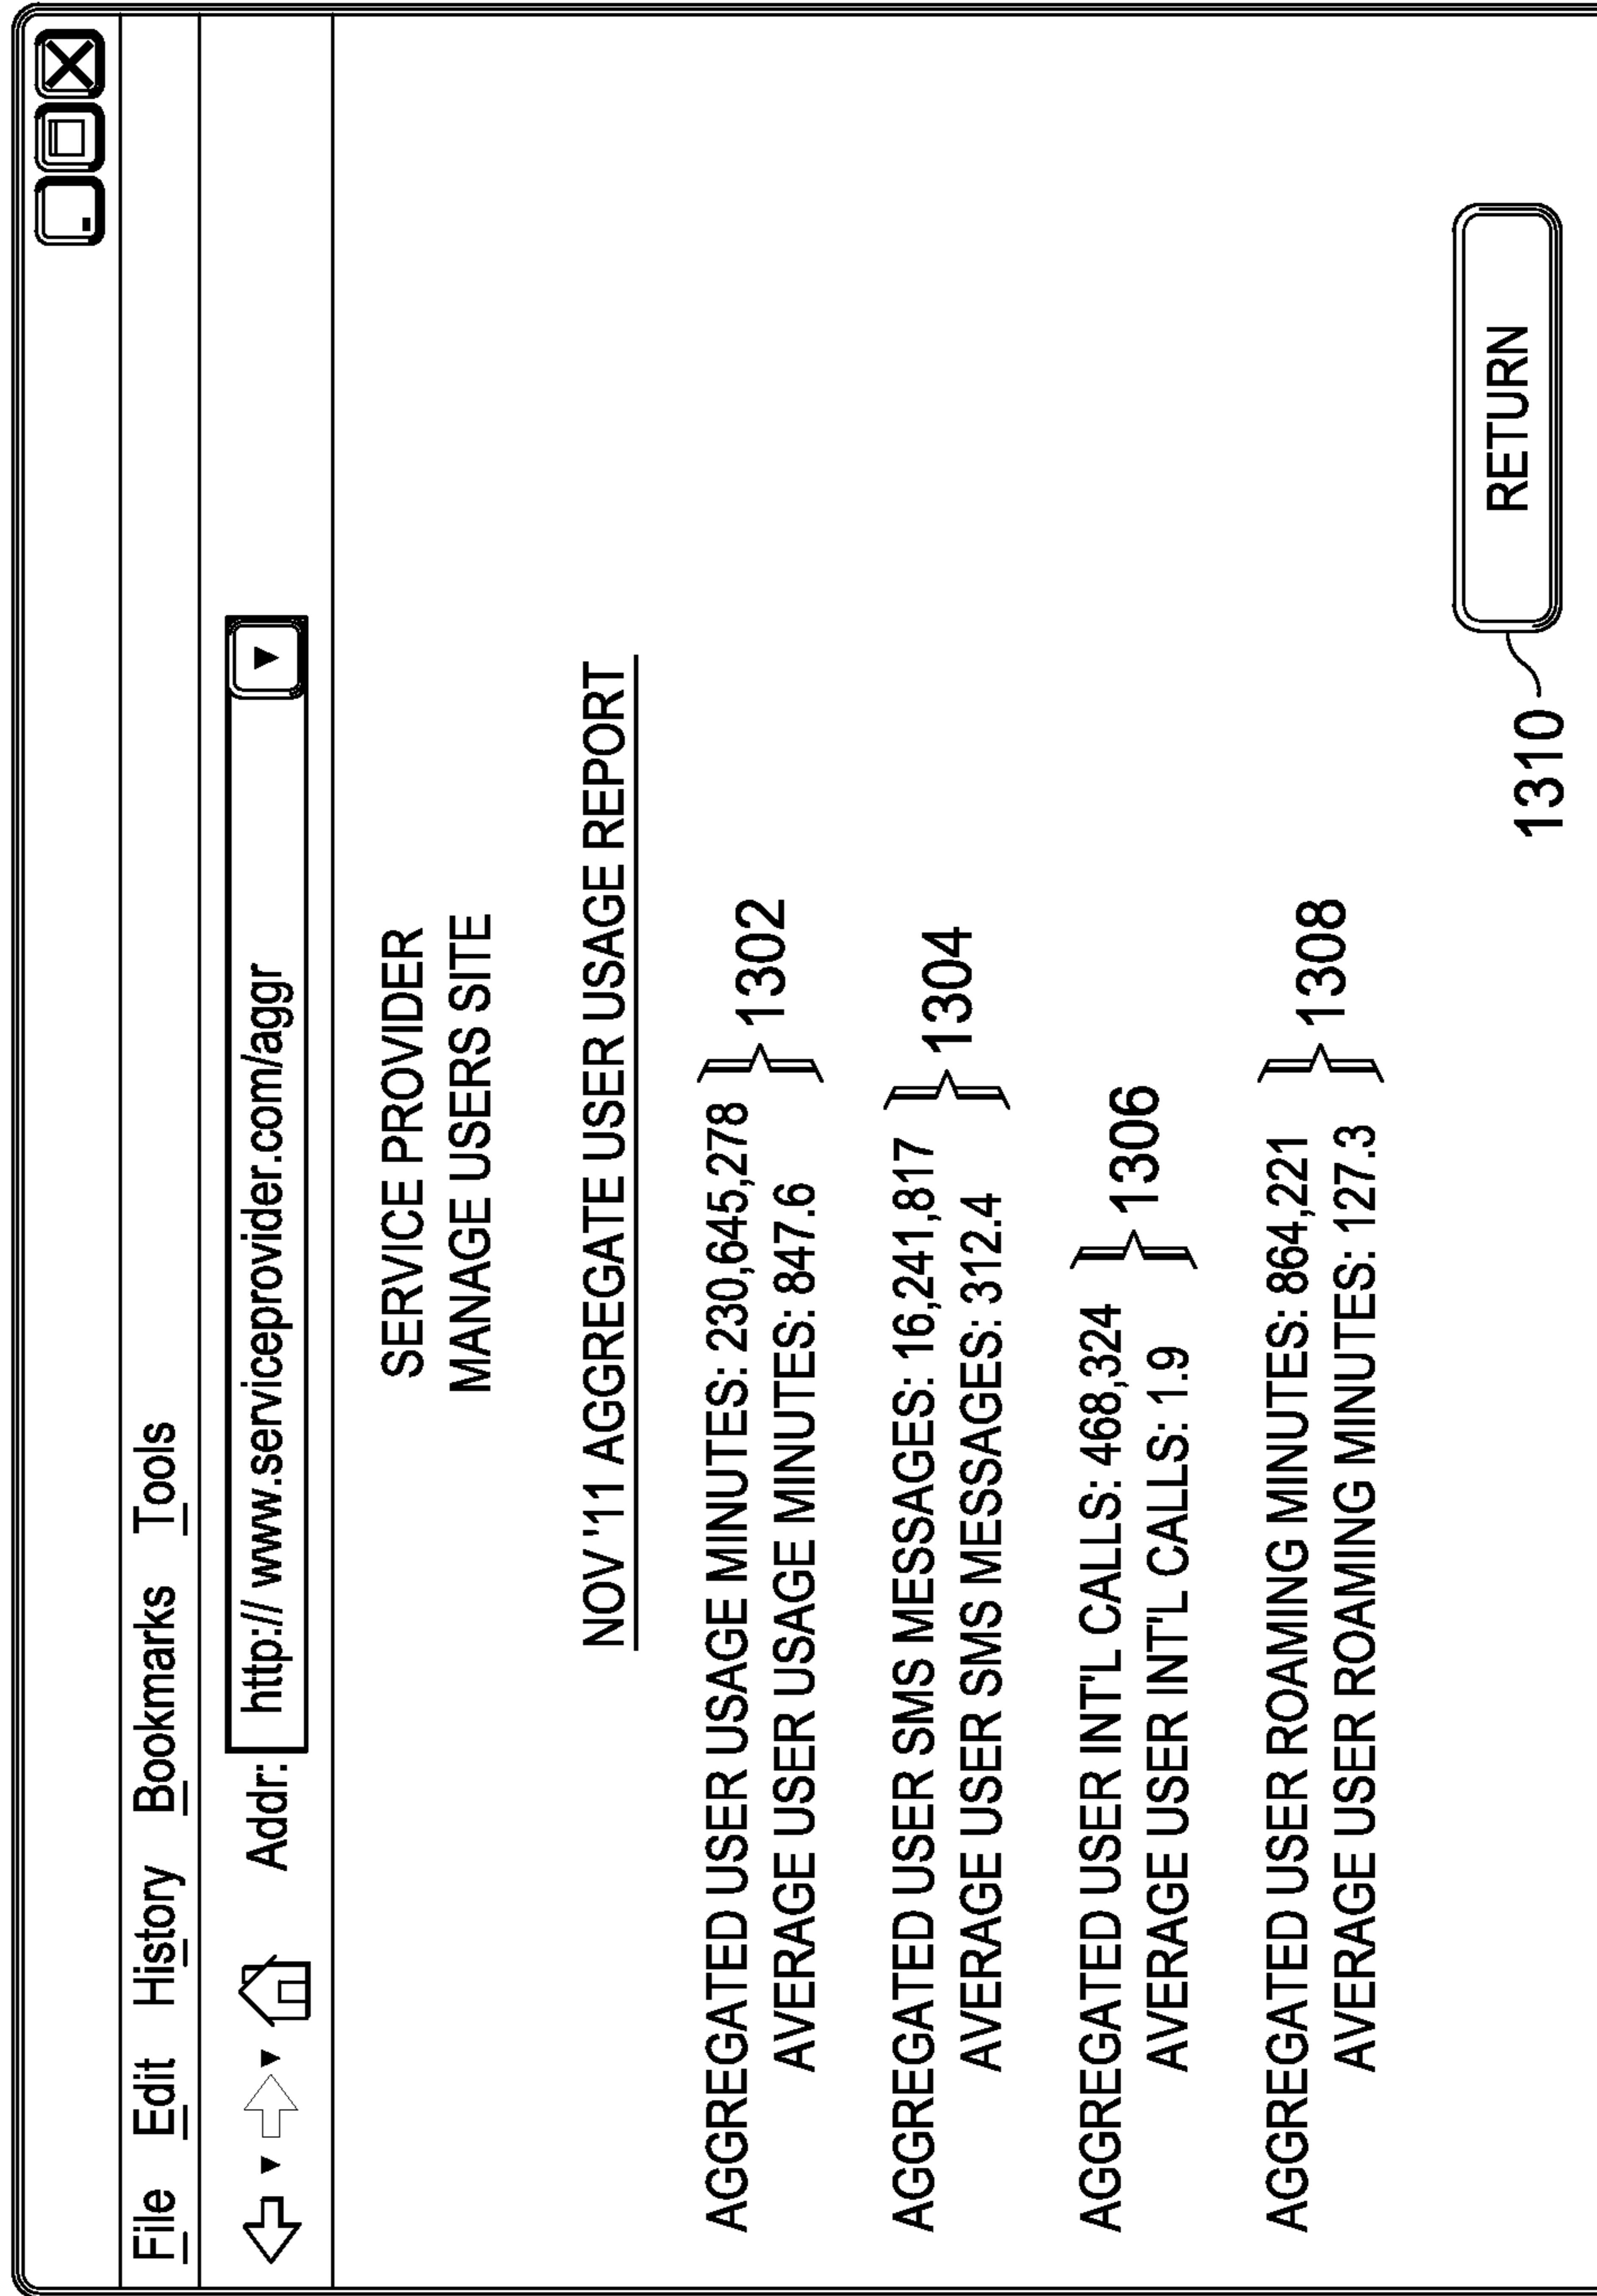 File Edit History Bookmarks Tools
Addr: http:// www.serviceprovider.com/aggr
SERVICE PROVIDER
MANAGE USERS SITE
NOV '11 AGGREGATE USER USAGE REPORT
AGGREGATED USER USAGE MINUTES: 230,645,278
AVERAGE USER USAGE MINUTES: 847.6
1302
AGGREGATED USER SMS MESSAGES: 16,241,817
AVERAGE USER SMS MESSAGES: 312.4
1304
AGGREGATED USER INT'L CALLS: 468,324
AVERAGE USER INT'L CALLS: 1.9
1306
AGGREGATED USER ROAMING MINUTES: 864,221
AVERAGE USER ROAMING MINUTES: 127.3
1308
1310
RETURN